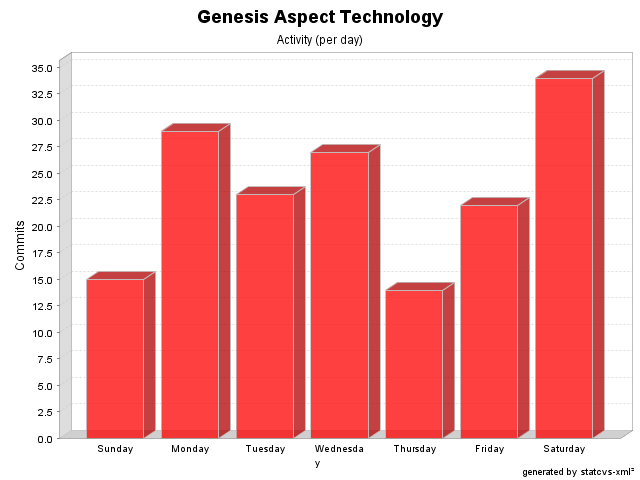 Genesis Aspect Technology
Activity (per day)
35.0
32.5
30.0
27.5
25.0
22.5
20.0
17.5
15.0
12.5
10.0
7.5
5.0
2.5
0.0
Commits
Sunday Monday Tuesday Wednesda Thursday Friday Saturday
y
generated by statcvs-xml²